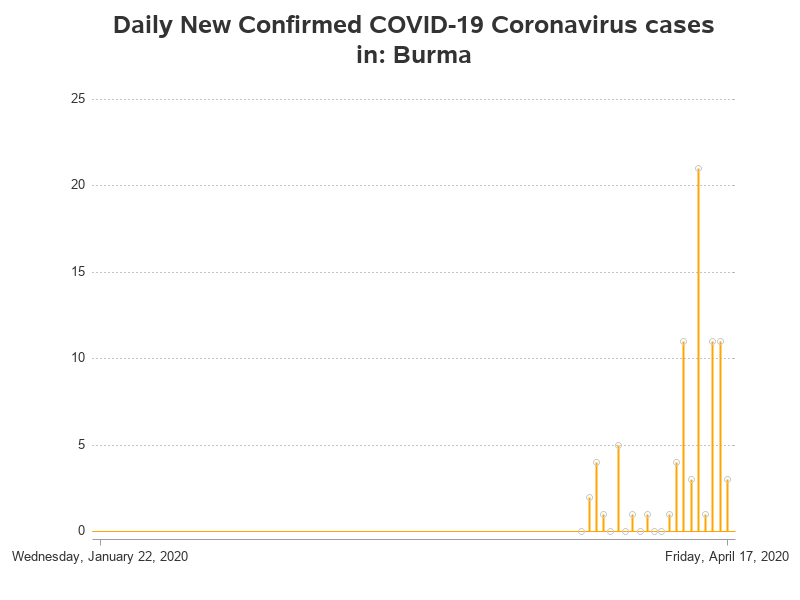 Daily New Confirmed COVID-19 Coronavirus cases
in: Burma
25
20
15
10
5
0
Wednesday, January 22, 2020
Friday, April 17, 2020